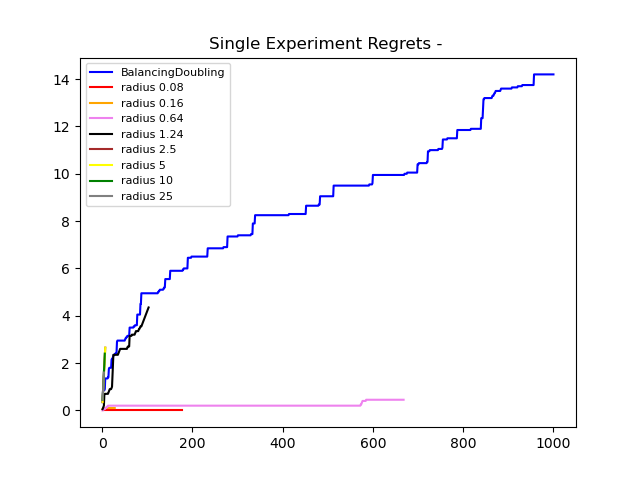 Single Experiment Regrets -
BalancingDoubling
radius 0.08
radius 0.16
radius 0.64
radius 1.24
radius 2.5
radius 5
radius 10
radius 25
14
12
10
8
6
4
2
0
0 200 400 600 800 1000